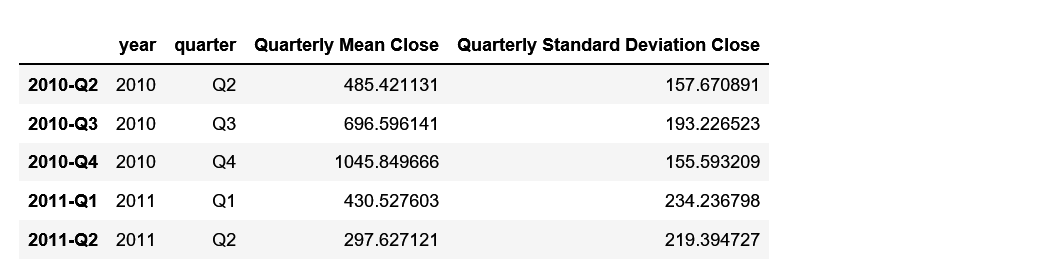 year quarter Quarterly Mean Close Quarterly Standard Deviation Close
2010-Q2 2010 Q2 485.421131 157.670891
2010-Q3 2010 Q3 696.596141 193.226523
2010-Q4 2010 Q4 1045.849666 155.593209
2011-Q1 2011 Q1 430.527603 234.236798
2011-Q2 2011 Q2 297.627121 219.394727